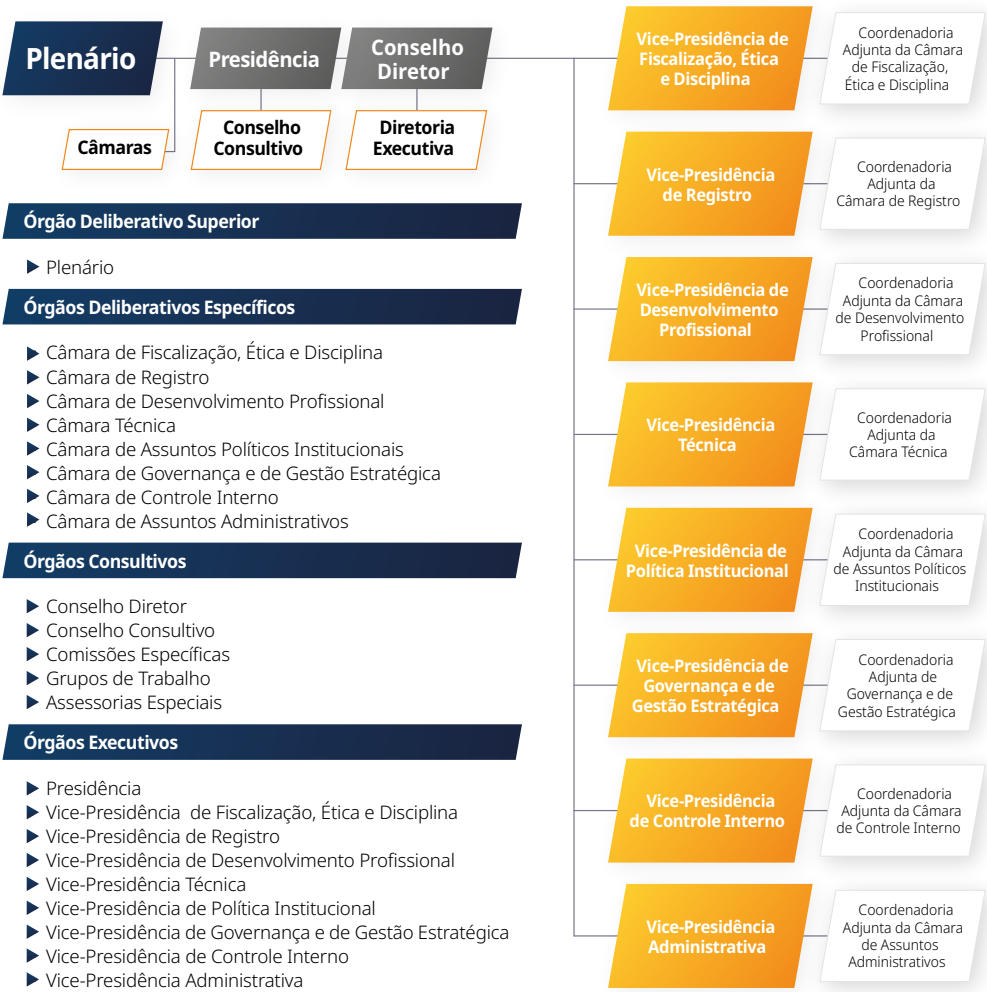 Plenário
Presidência
Conselho
Diretor
Câmaras
Conselho
Consultivo
Diretoria
Executiva
Órgão Deliberativo Superior
Plenário
Órgãos Deliberativos Específicos
Câmara de Fiscalização, Ética e Disciplina
Câmara de Registro
Câmara de Desenvolvimento Profissional
Câmara Técnica
Câmara de Assuntos Políticos Institucionais
Câmara de Governança e de Gestão Estratégica
Câmara de Controle Interno
Câmara de Assuntos Administrativos
Órgãos Consultivos
Conselho Diretor
Conselho Consultivo
Comissões Específicas
Grupos de Trabalho
Assessorias Especiais
Órgãos Executivos
Presidência
Vice-Presidência de Fiscalização, Ética e Disciplina
Vice-Presidência de Registro
Vice-Presidência de Desenvolvimento Profissional
Vice-Presidência Técnica
Vice-Presidência de Política Institucional
Vice-Presidência de Governança e de Gestão Estratégica
Vice-Presidência de Controle Interno
Vice-Presidência Administrativa
Vice-Presidência de
Fiscalização, Ética
e Disciplina
Coordenadoria
Adjunta da Câmara
de Fiscalização,
Ética e Disciplina
Vice-Presidência
de Registro
Coordenadoria
Adjunta da
Câmara de Registro
Vice-Presidência de
Desenvolvimento
Profissional
Coordenadoria
Adjunta da Câmara
de Desenvolvimento
Profissional
Vice-Presidência
Técnica
Coordenadoria
Adjunta da
Câmara Técnica
Vice-Presidência de
Política Institucional
Coordenadoria
Adjunta da Câmara
de Assuntos Políticos
Institucionais
Vice-Presidência de
Governança e de
Gestão Estratégica
Coordenadoria
Adjunta de
Governança e de
Gestão Estratégica
Vice-Presidência
de Controle Interno
Coordenadoria
Adjunta da Câmara
de Controle Interno
Vice-Presidência
Administrativa
Coordenadoria
Adjunta da Câmara
de Assuntos
Administrativos